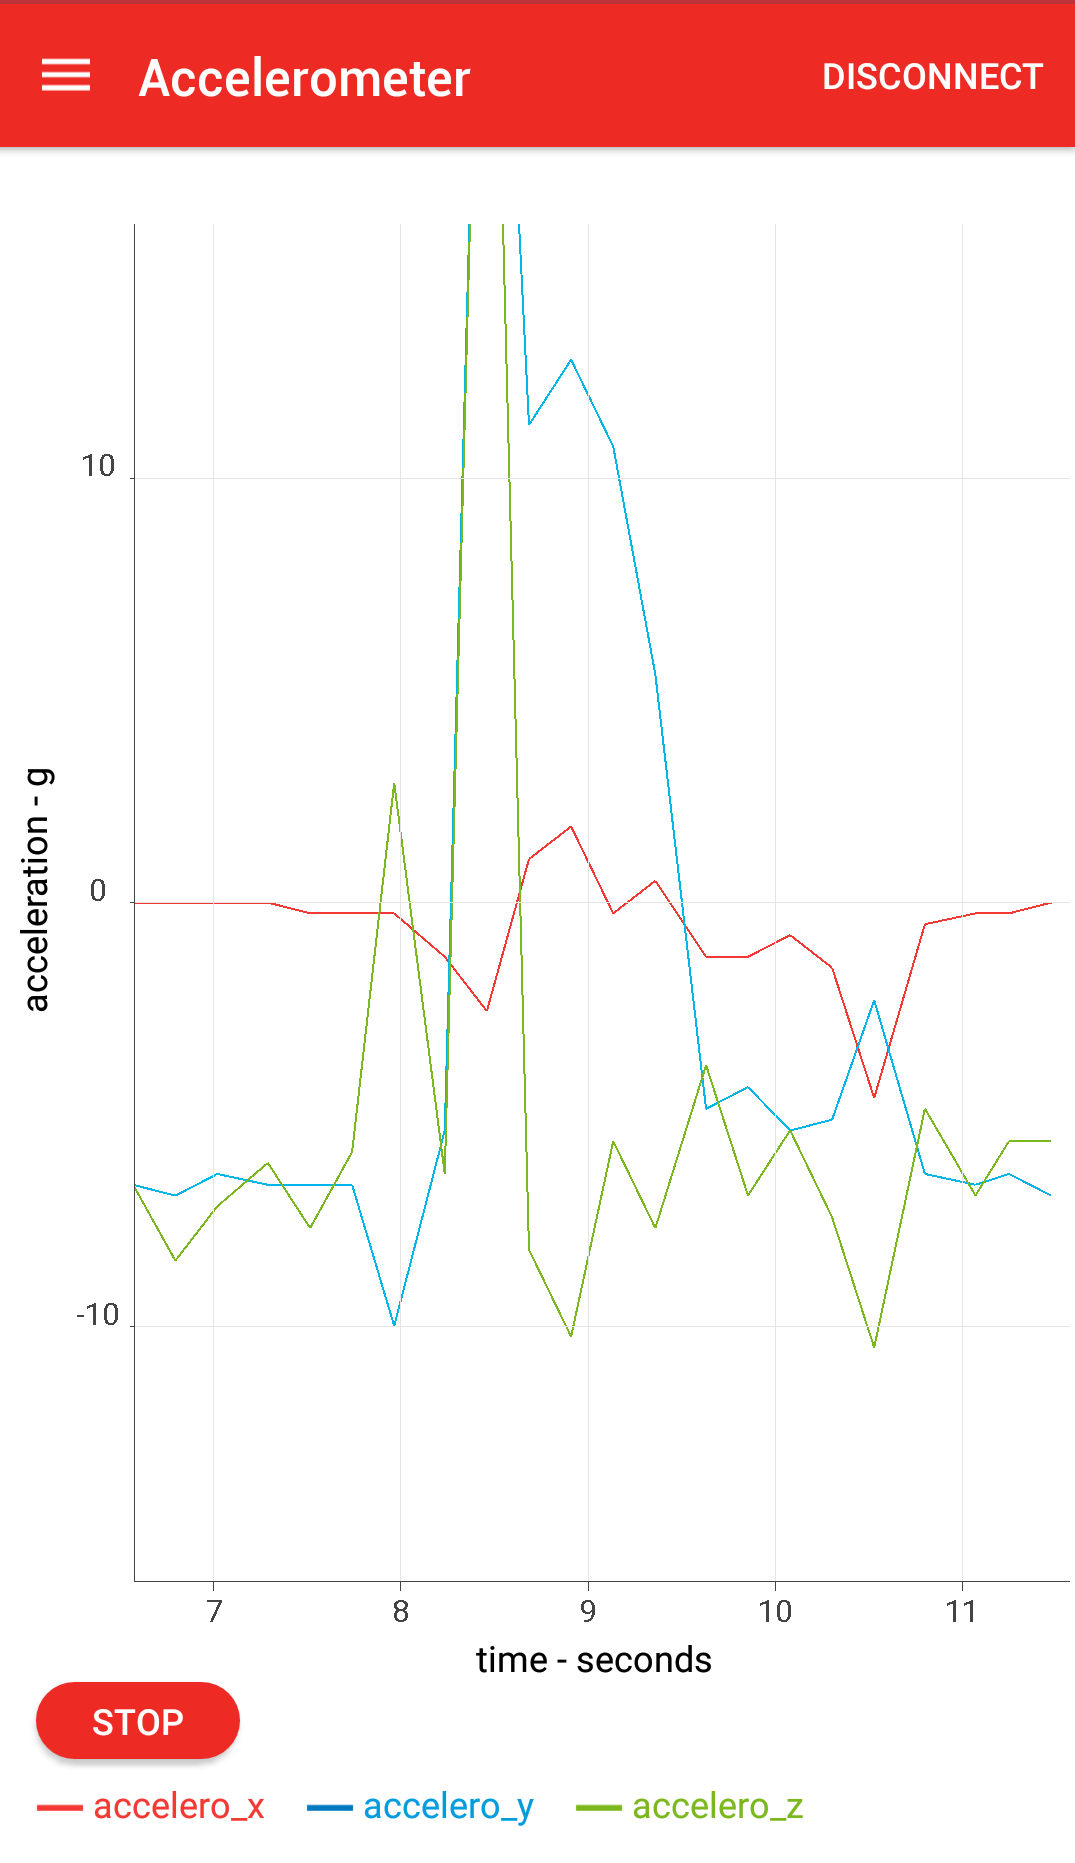 Accelerometer DISCONNECT
acceleration - g
10
0
-10
7 8 9 10 11
time - seconds
STOP
accelero_x accelero_y accelero_z